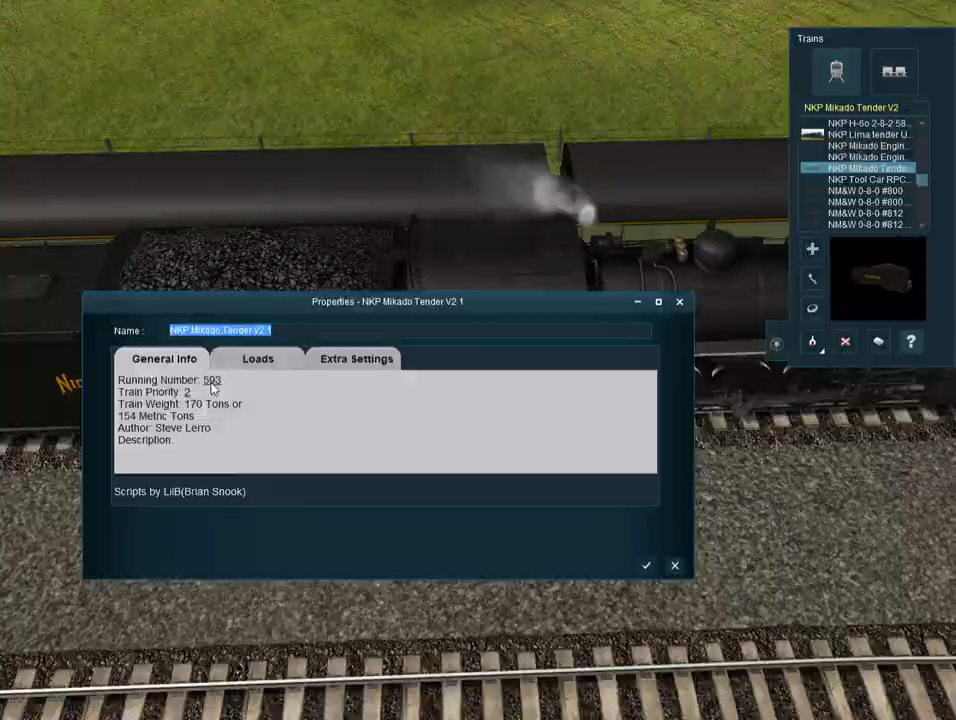 Trains
NKP Mikado Tender V2
NKP H-6o 2-8-2 58...
NKP Lima tender U...
NKP Mikado Engin...
NKP Mikado Engin...
NKP Mikado Tende...
NKP Tool Car RPC...
NM&W 0-8-0 #800
NM&W 0-8-0 #800 ...
NM&W 0-8-0 #812
NM&W 0-8-0 #812 ...
Properties - NKP Mikado Tender V2 1
Name : NKP Mikado Tender V2 1
General Info Loads Extra Settings
Running Number: 593
Train Priority: 2
Train Weight: 170 Tons or
154 Metric Tons
Author: Steve Lerro
Description:
Scripts by LilB(Brian Snook)
?